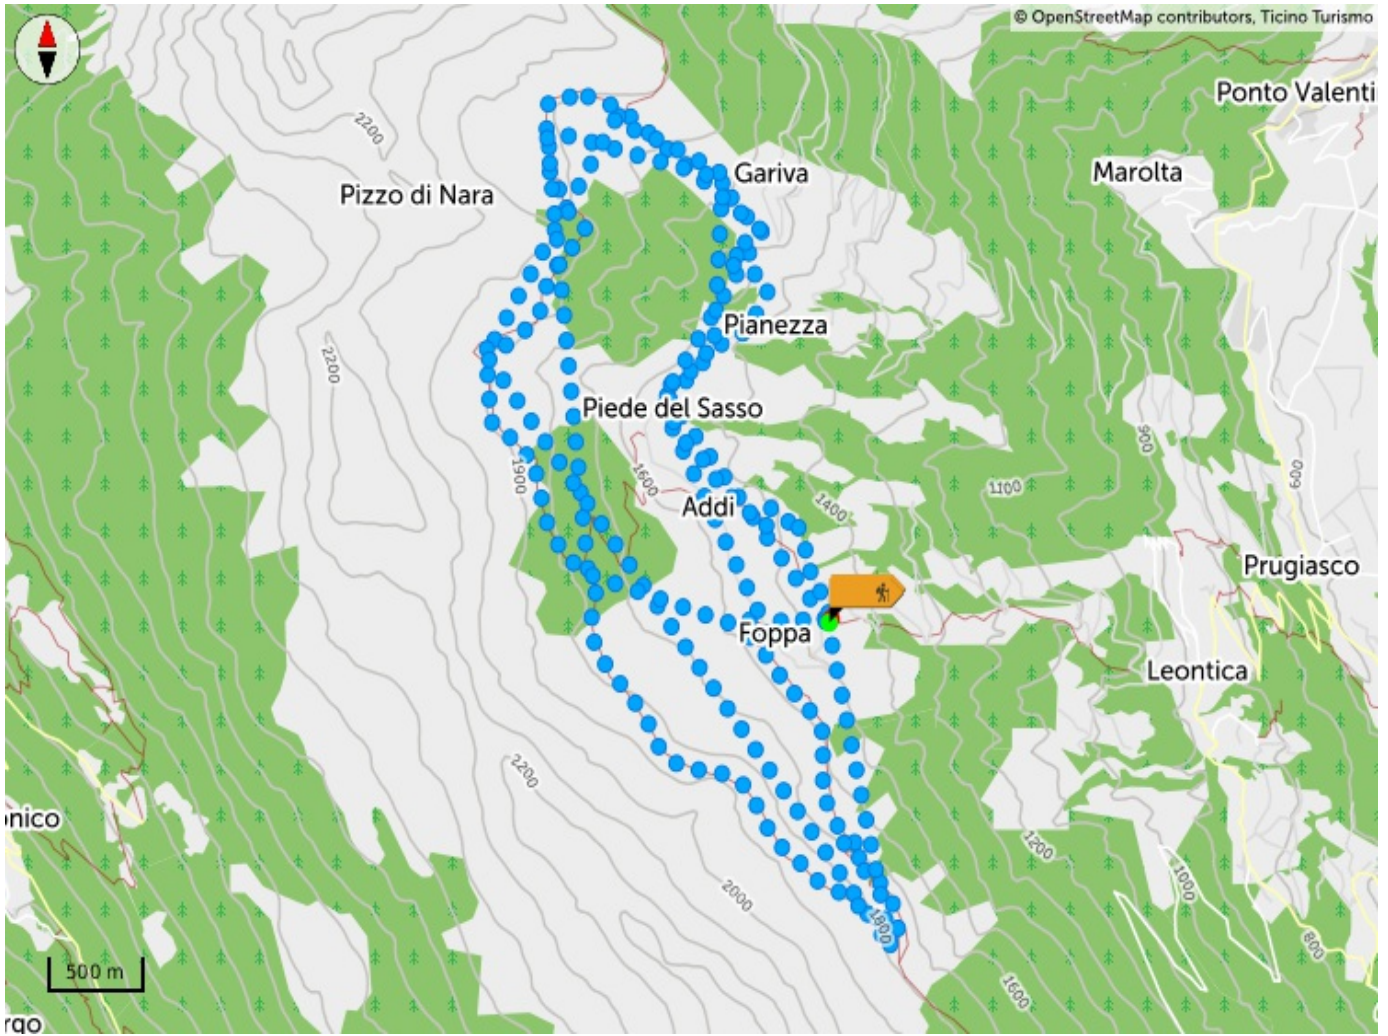 © OpenStreetMap contributors, Ticino Turismo
Ponto Valenti
2200
Marolta
Gariva
Pizzo di Nara
Pianezza
2200
Piede del Sasso
900
1900
1600
600
1100
Addi
1400
Prugiasco
Foppa
Leontica
2200
onico
1200
1000
2000
1800
800
500 m
1600
rgo